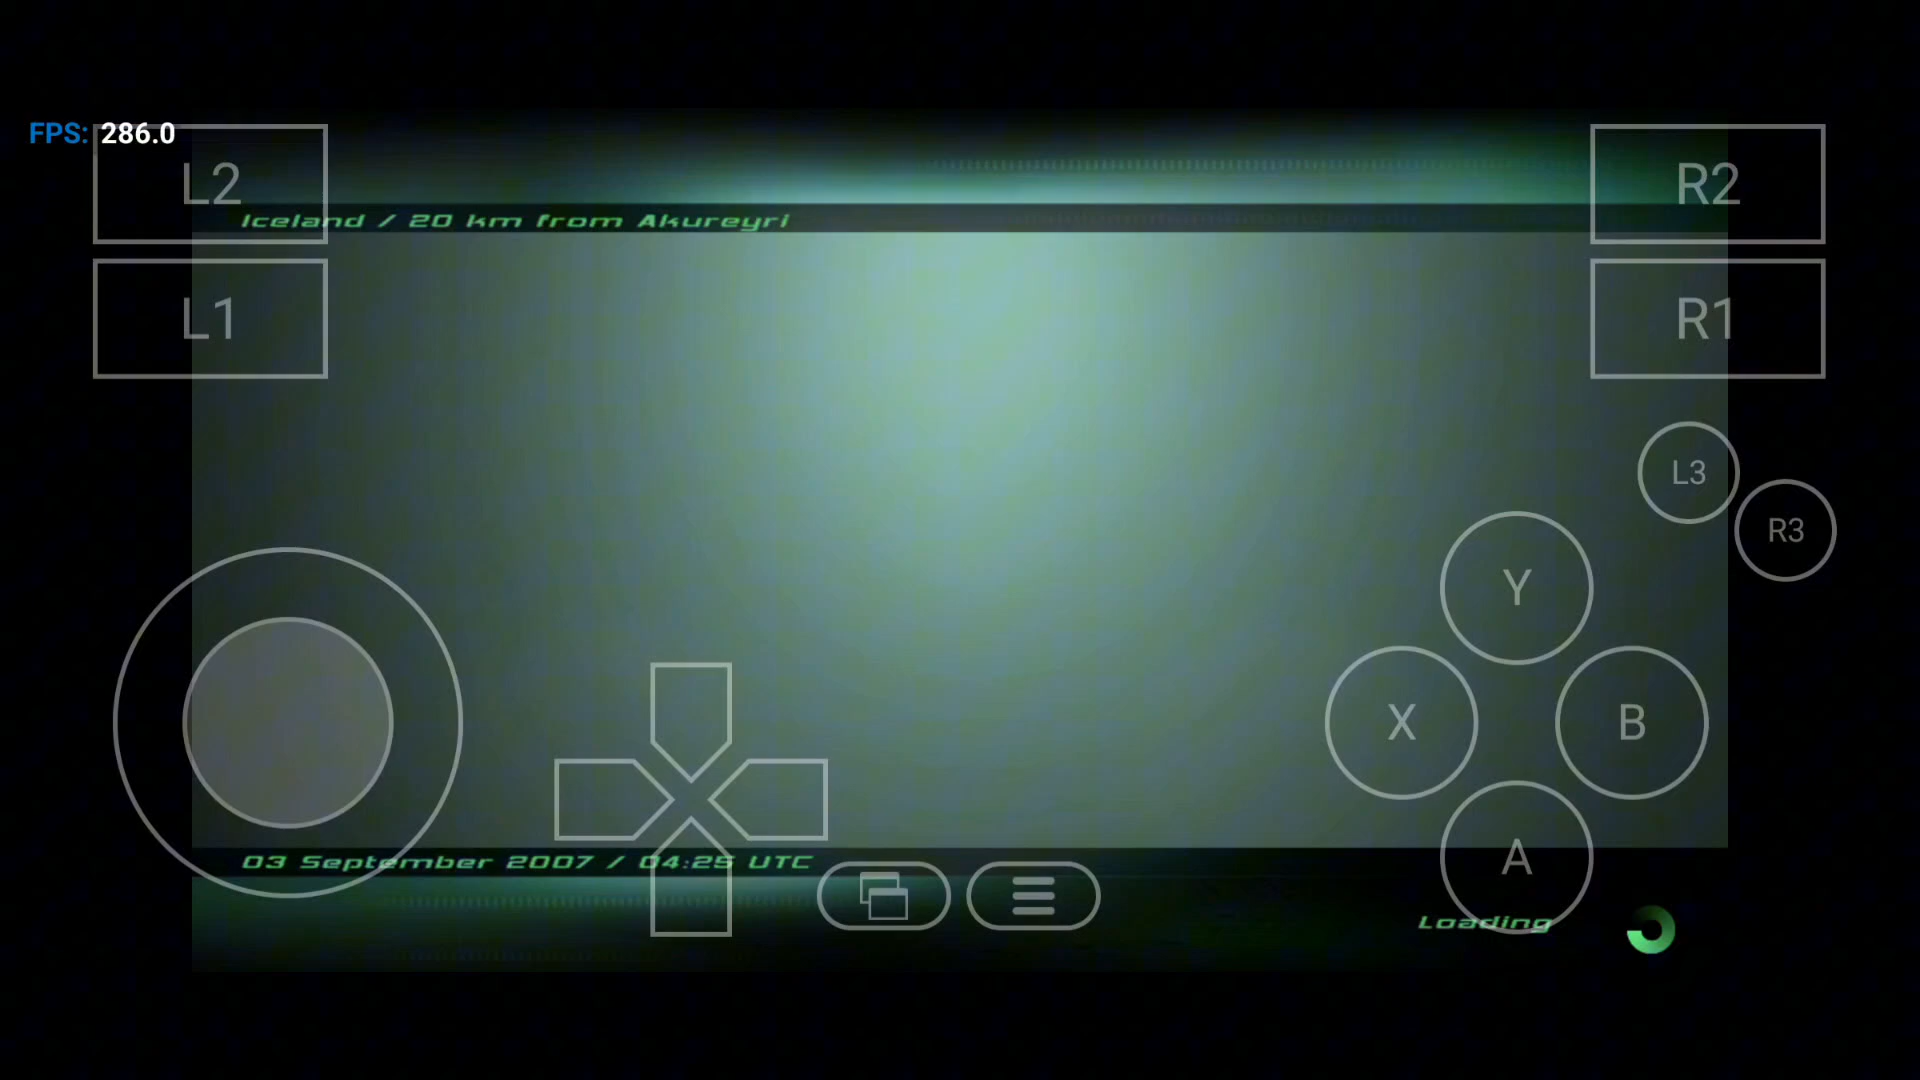 FPS: 286.0
L2
R2
Iceland / 20 km from Akureyri
L1
R1
L3
R3
Y
X
B
A
03 September 2007 / 04:25 UTC
Loading